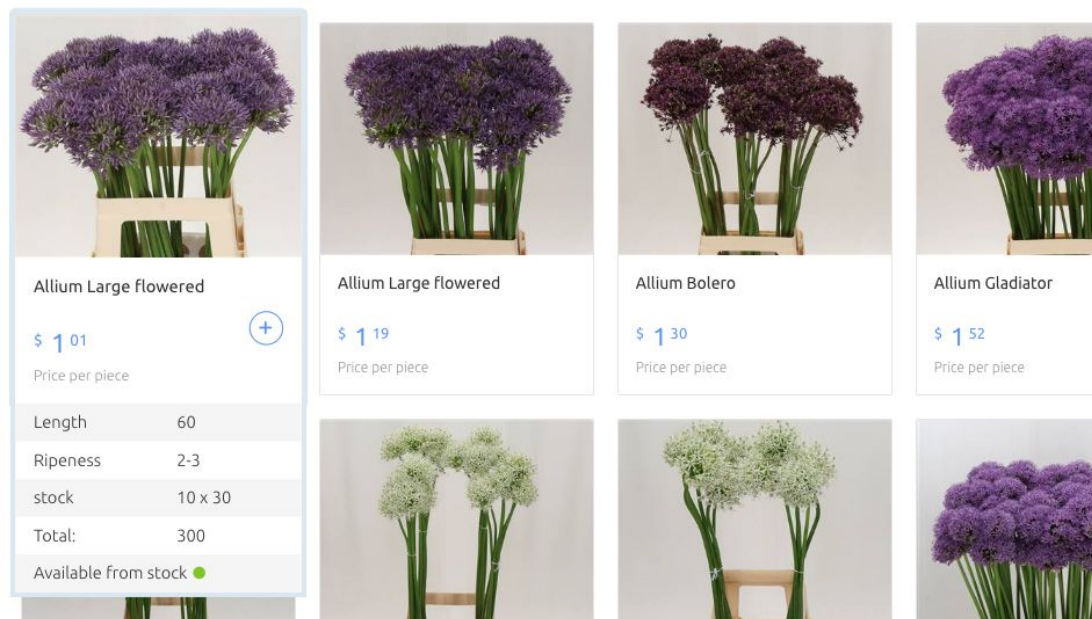 Allium Large flowered
$ 1 01
Price per piece
Length 60
Ripeness 2-3
stock 10 x 30
Total: 300
Available from stock
Allium Large flowered
$ 1 19
Price per piece
Allium Bolero
$ 1 30
Price per piece
Allium Gladiator
$ 1 52
Price per piece